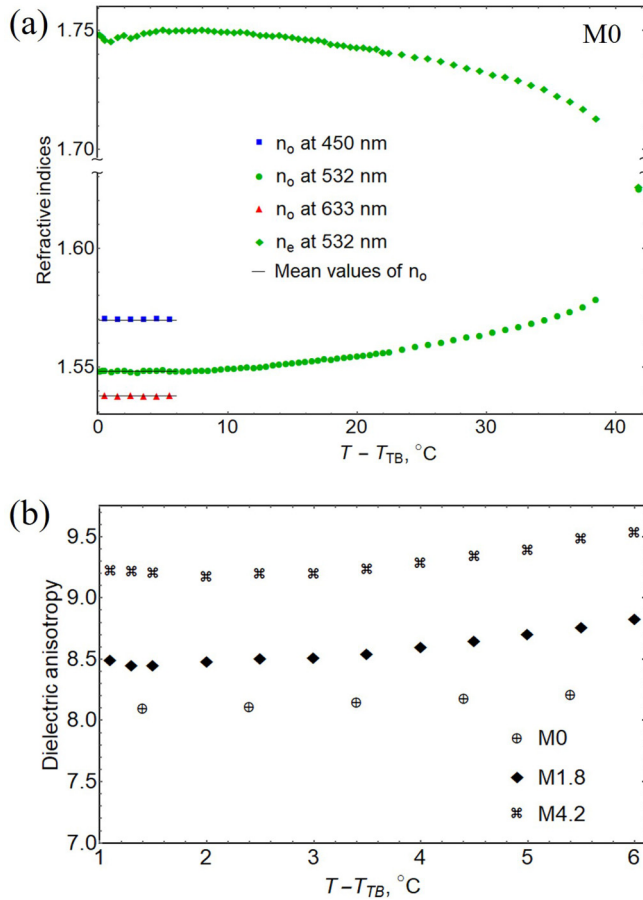 (a)
M0
1.75
1.70
1.60
1.55
Refractive indices
n_o at 450 nm
n_o at 532 nm
n_o at 633 nm
n_e at 532 nm
— Mean values of n_o
0 10 20 30 40
T − T_TB, °C
(b)
9.5
9.0
8.5
8.0
7.5
7.0
Dielectric anisotropy
M0
M1.8
M4.2
1 2 3 4 5 6
T−T_TB, °C